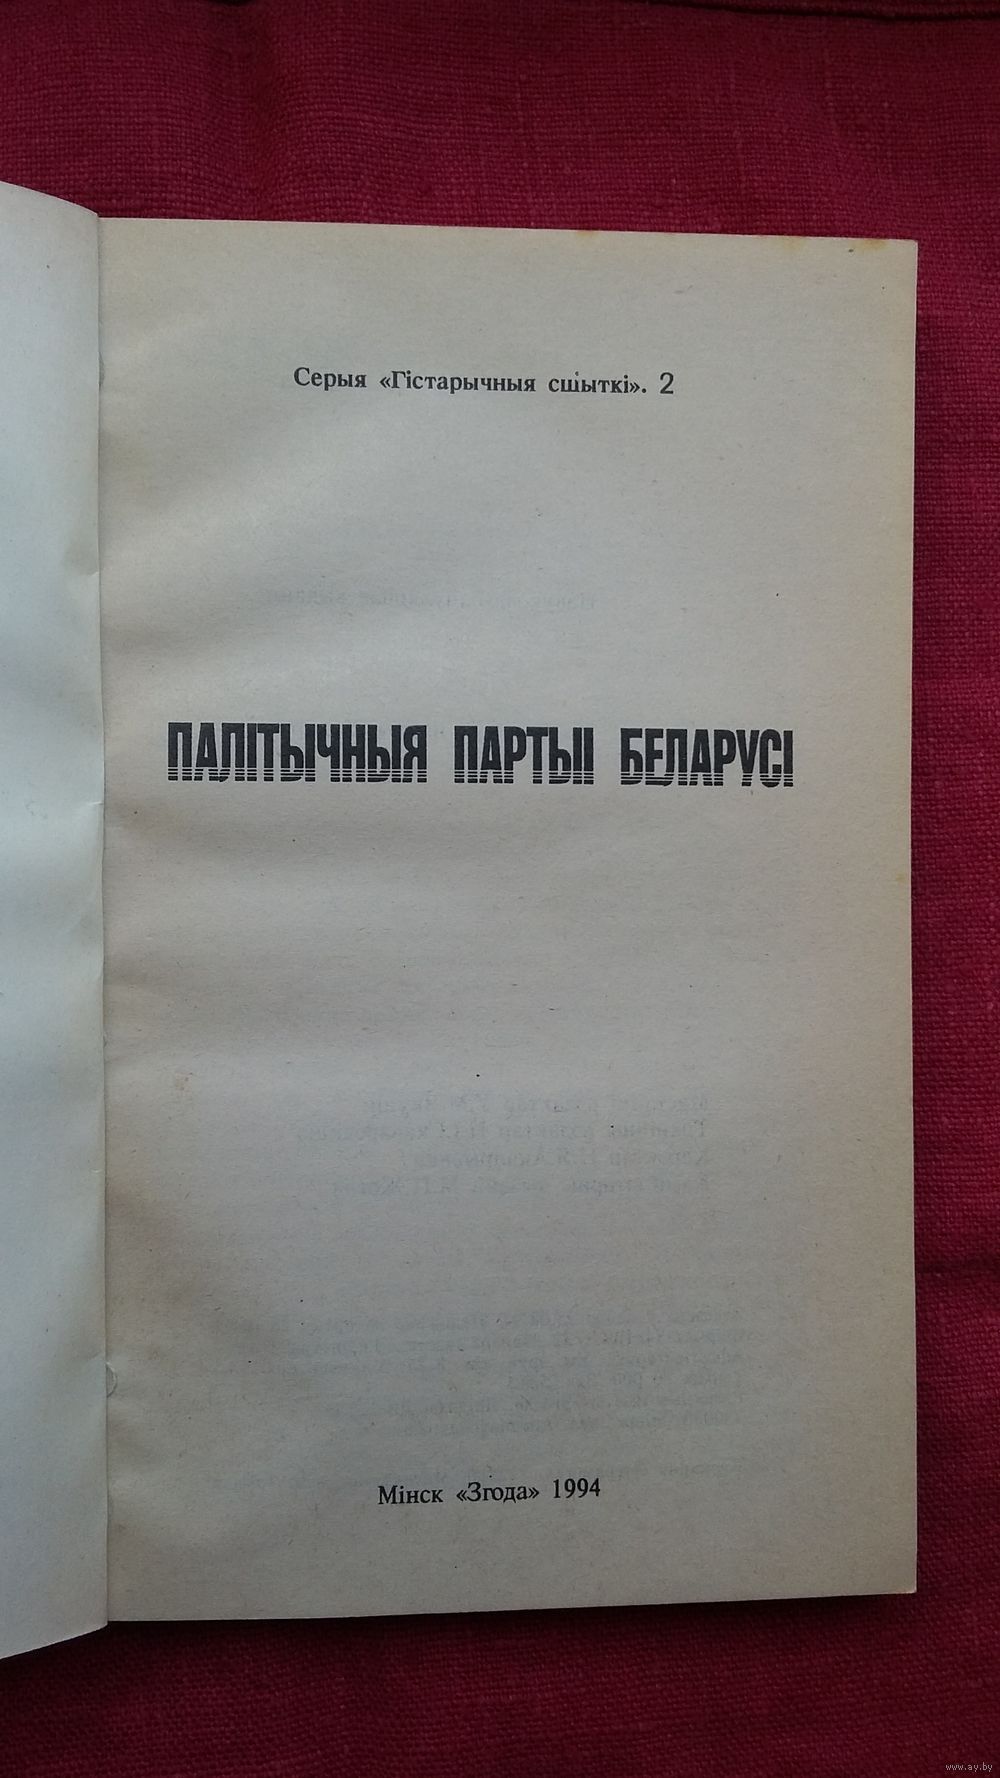 Серыя «Гістарычныя сшыткі». 2
ПАЛІТЫЧНЫЯ ПАРТЫІ БЕЛАРУСІ
Мінск «Згода» 1994
www.ay.by